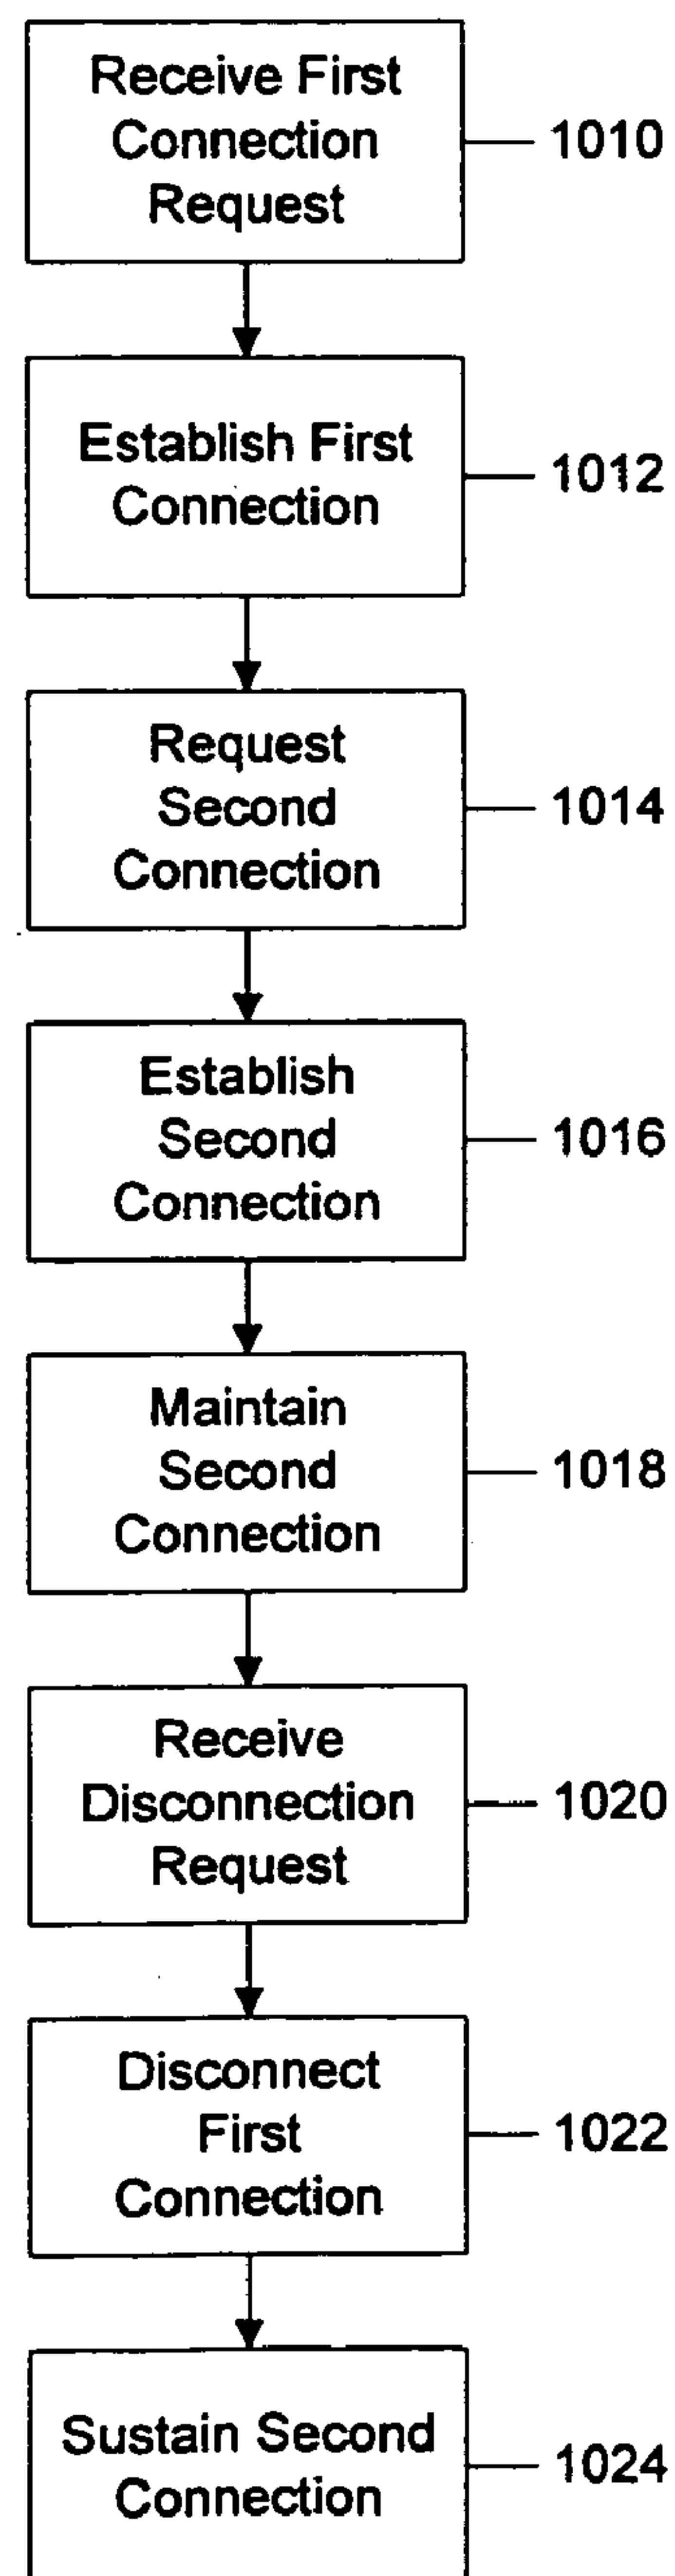 Receive First
Connection
Request
1010
Establish First
Connection
1012
Request
Second
Connection
1014
Establish
Second
Connection
1016
Maintain
Second
Connection
1018
Receive
Disconnection
Request
1020
Disconnect
First
Connection
1022
Sustain Second
Connection
1024